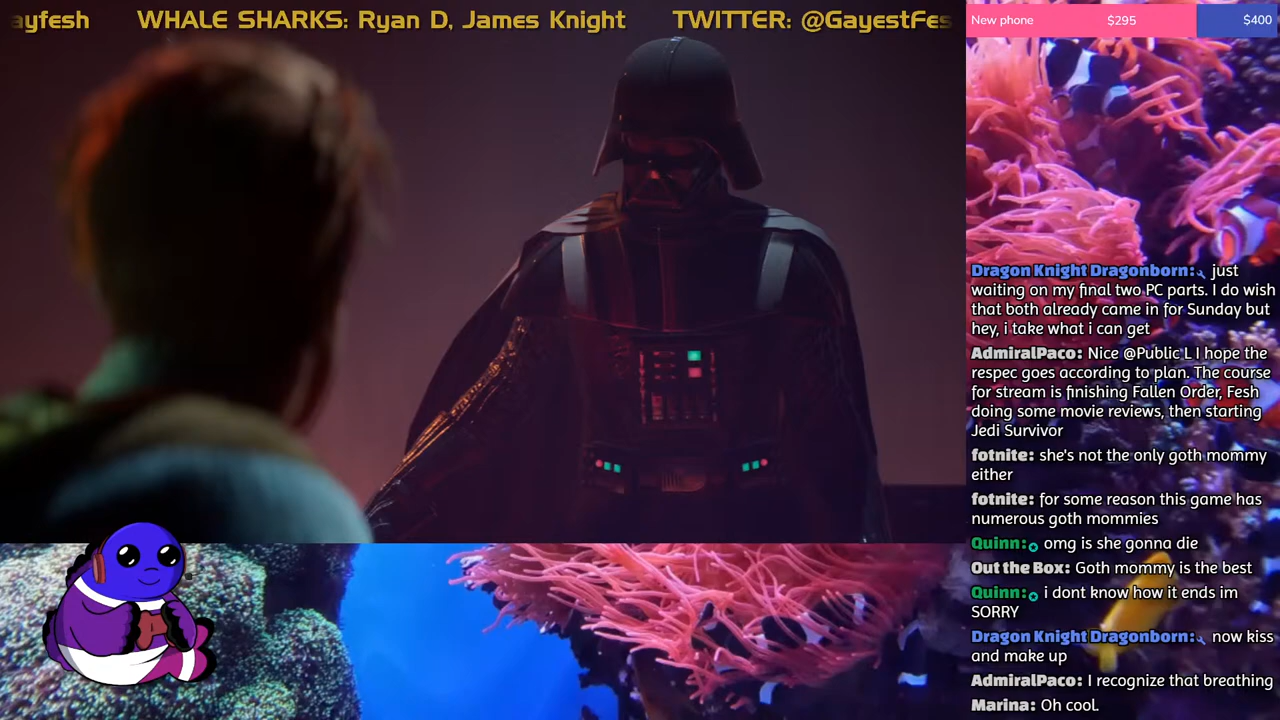 ayfesh WHALE SHARKS: Ryan D, James Knight TWITTER: @GayestFes
New phone $295 $400
Dragon Knight Dragonborn: just
waiting on my final two PC parts. I do wish
that both already came in for Sunday but
hey, i take what i can get
AdmiralPaco: Nice @Public L I hope the
respec goes according to plan. The course
for stream is finishing Fallen Order, Fesh
doing some movie reviews, then starting
Jedi Survivor
fotnite: she's not the only goth mommy
either
fotnite: for some reason this game has
numerous goth mommies
Quinn: omg is she gonna die
Out the Box: Goth mommy is the best
Quinn: i dont know how it ends im
SORRY
Dragon Knight Dragonborn: now kiss
and make up
AdmiralPaco: I recognize that breathing
Marina: Oh cool.